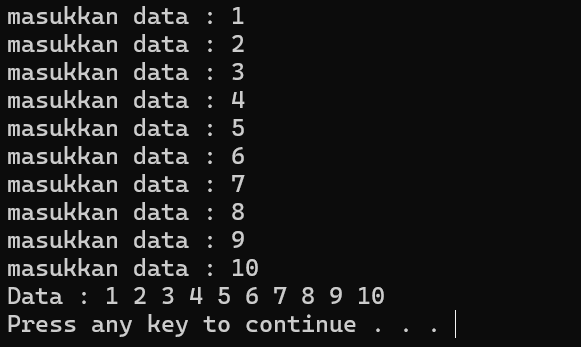 masukkan data : 1
masukkan data : 2
masukkan data : 3
masukkan data : 4
masukkan data : 5
masukkan data : 6
masukkan data : 7
masukkan data : 8
masukkan data : 9
masukkan data : 10
Data : 1 2 3 4 5 6 7 8 9 10
Press any key to continue . . .